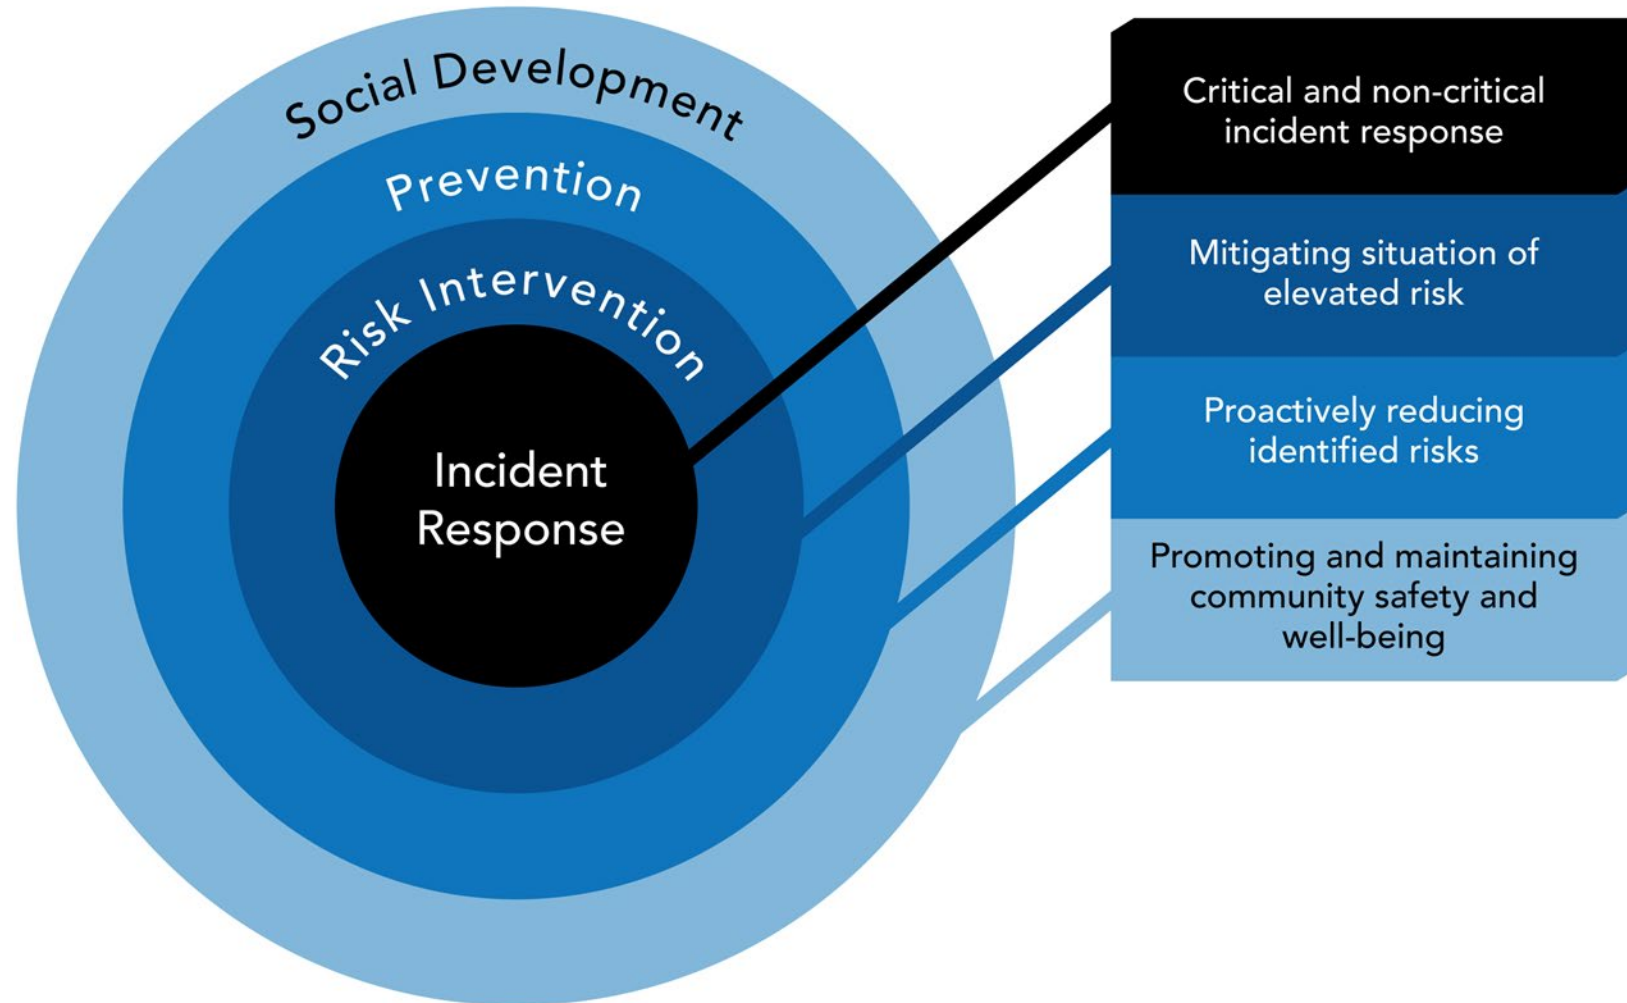 Social Development
Prevention
Risk Intervention
Incident
Response
Critical and non-critical
incident response
Mitigating situation of
elevated risk
Proactively reducing
identified risks
Promoting and maintaining
community safety and
well-being